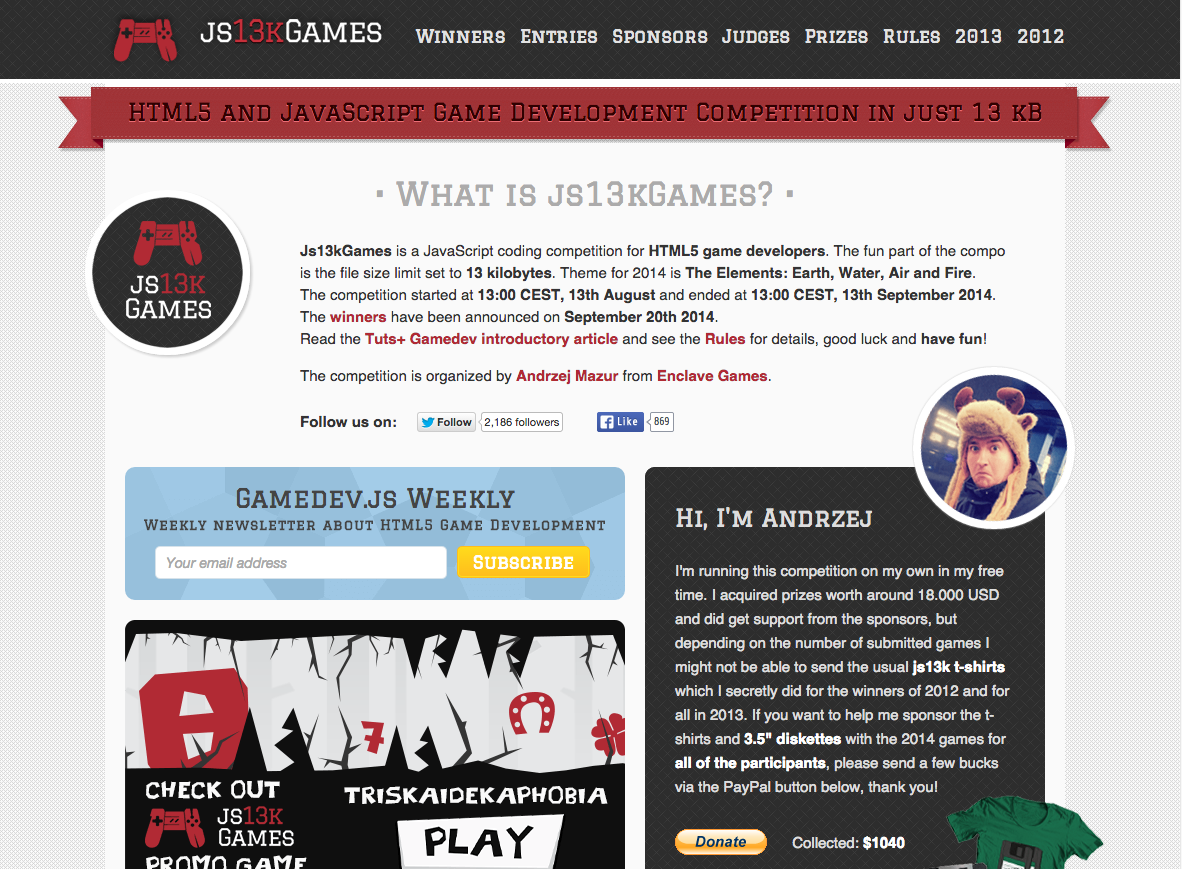 JS13KGAMES
WINNERS ENTRIES SPONSORS JUDGES PRIZES RULES 2013 2012
HTML5 AND JAVASCRIPT GAME DEVELOPMENT COMPETITION IN JUST 13 KB
· WHAT IS JS13KGAMES? ·
JS13K
GAMES
Js13kGames is a JavaScript coding competition for HTML5 game developers. The fun part of the compo
is the file size limit set to 13 kilobytes. Theme for 2014 is The Elements: Earth, Water, Air and Fire.
The competition started at 13:00 CEST, 13th August and ended at 13:00 CEST, 13th September 2014.
The winners have been announced on September 20th 2014.
Read the Tuts+ Gamedev introductory article and see the Rules for details, good luck and have fun!
The competition is organized by Andrzej Mazur from Enclave Games.
Follow us on: Follow 2,186 followers Like 869
GAMEDEV.JS WEEKLY
WEEKLY NEWSLETTER ABOUT HTML5 GAME DEVELOPMENT
Your email address SUBSCRIBE
7
CHECK OUT
JS13K
GAMES
PROMO GAME
TRISKAIDEKAPHOBIA
PLAY
HI, I'M ANDRZEJ
I'm running this competition on my own in my free
time. I acquired prizes worth around 18.000 USD
and did get support from the sponsors, but
depending on the number of submitted games I
might not be able to send the usual js13k t-shirts
which I secretly did for the winners of 2012 and for
all in 2013. If you want to help me sponsor the t-
shirts and 3.5" diskettes with the 2014 games for
all of the participants, please send a few bucks
via the PayPal button below, thank you!
Donate Collected: $1040